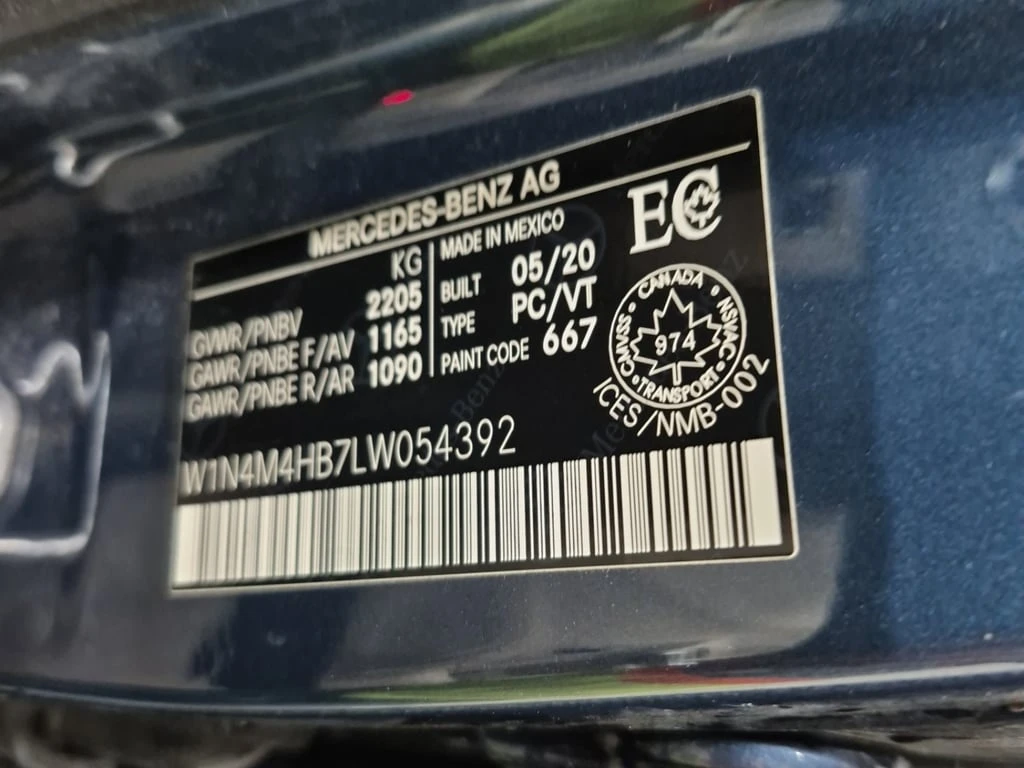 MERCEDES-BENZ AG
KG
GVWR/PNBV 2205
GAWR/PNBE F/AV 1165
GAWR/PNBE R/AR 1090
MADE IN MEXICO
BUILT 05/20
TYPE PC/VT
PAINT CODE 667
EC
CANADA
974
TRANSPORT
CMVSS
NSVAC
ICES/NMB-002
W1N4M4HB7LW054392